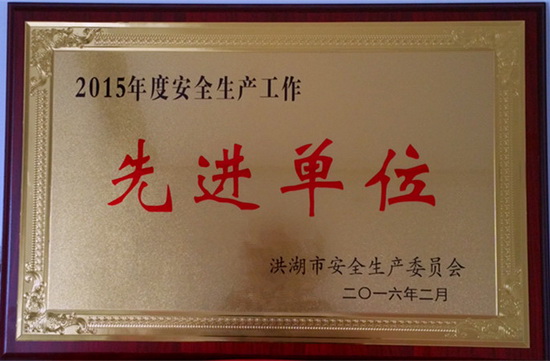 2015年度安全生产工作
先进单位
洪湖市安全生产委员会
二〇一六年二月